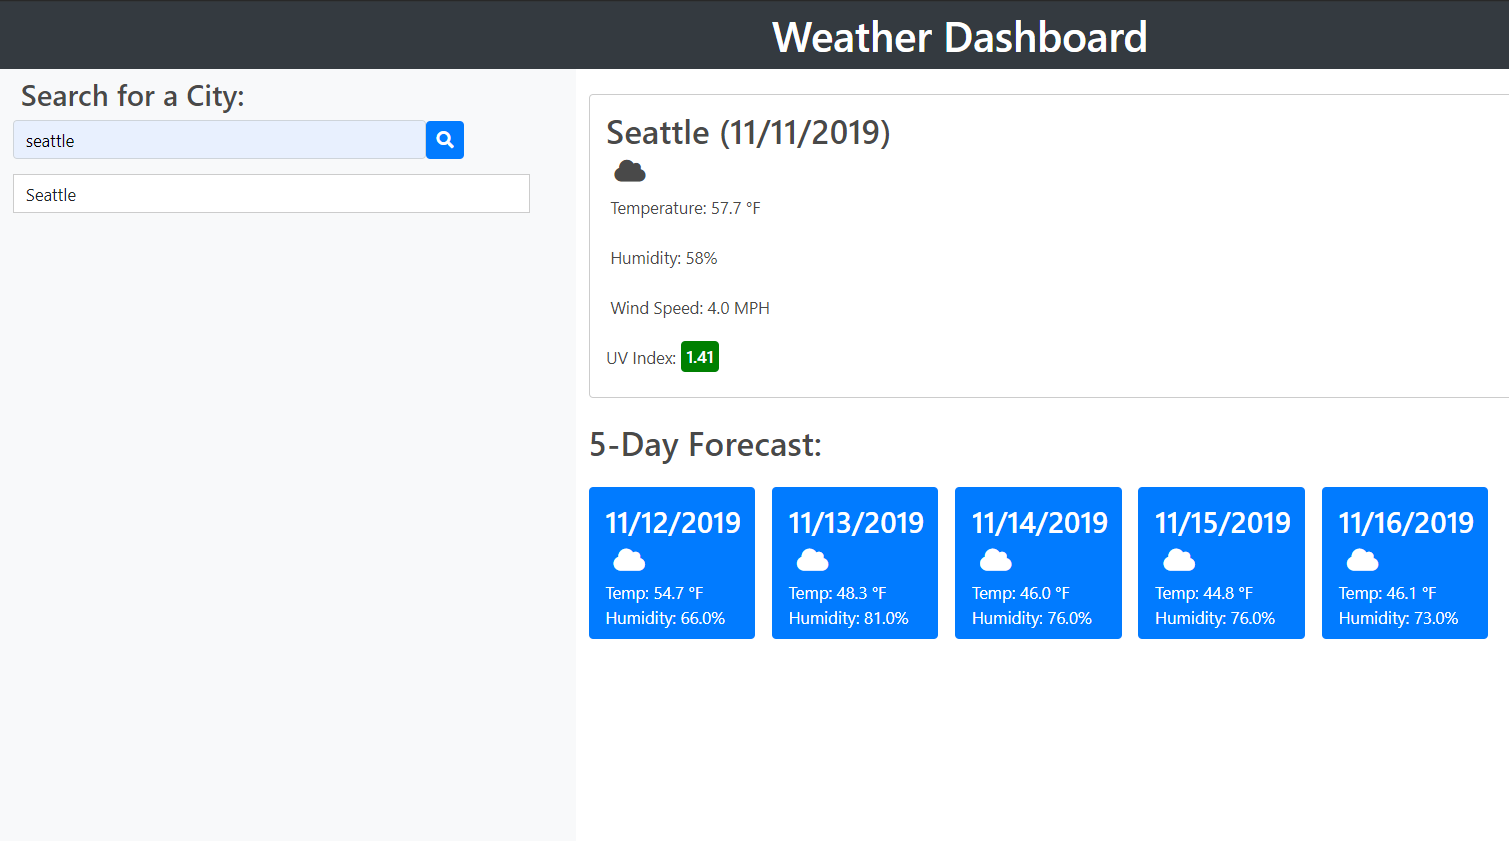 Weather Dashboard
Search for a City:
seattle
Seattle
Seattle (11/11/2019)
Temperature: 57.7 °F
Humidity: 58%
Wind Speed: 4.0 MPH
UV Index: 1.41
5-Day Forecast:
11/12/2019
Temp: 54.7 °F
Humidity: 66.0%
11/13/2019
Temp: 48.3 °F
Humidity: 81.0%
11/14/2019
Temp: 46.0 °F
Humidity: 76.0%
11/15/2019
Temp: 44.8 °F
Humidity: 76.0%
11/16/2019
Temp: 46.1 °F
Humidity: 73.0%